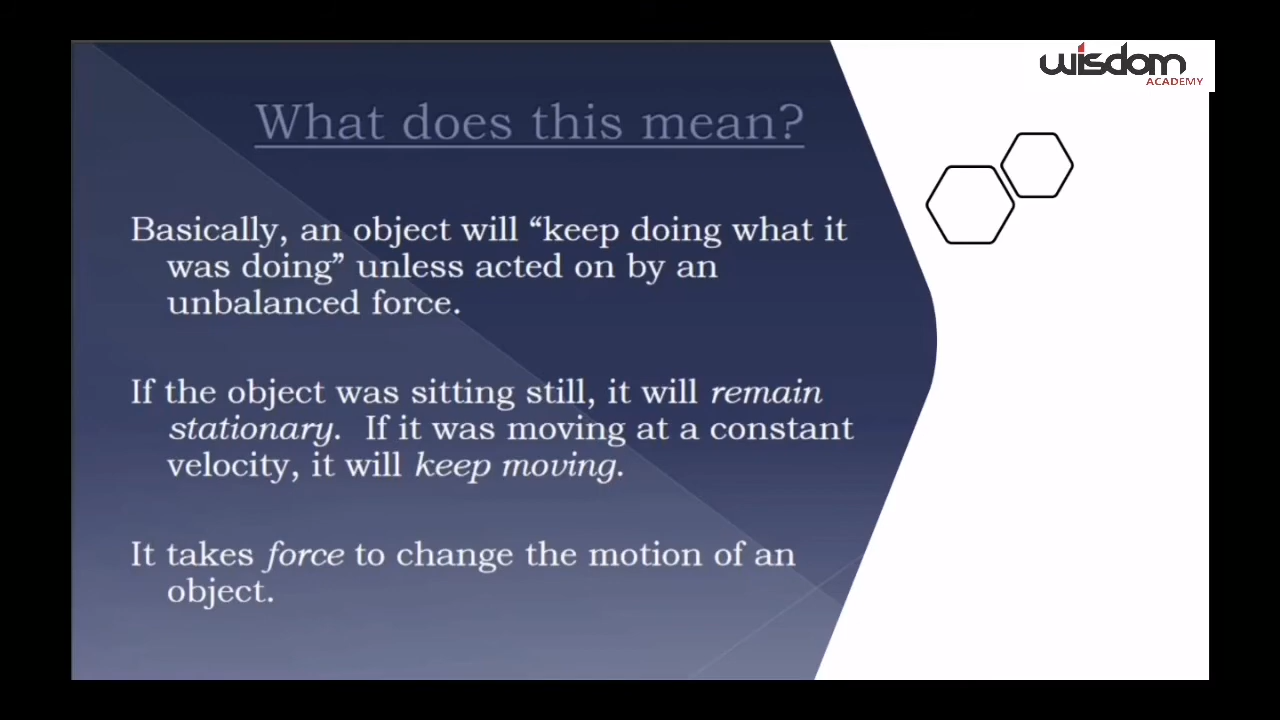 wisdom
ACADEMY
What does this mean?
Basically, an object will “keep doing what it
was doing” unless acted on by an
unbalanced force.
If the object was sitting still, it will remain
stationary.  If it was moving at a constant
velocity, it will keep moving.
It takes force to change the motion of an
object.